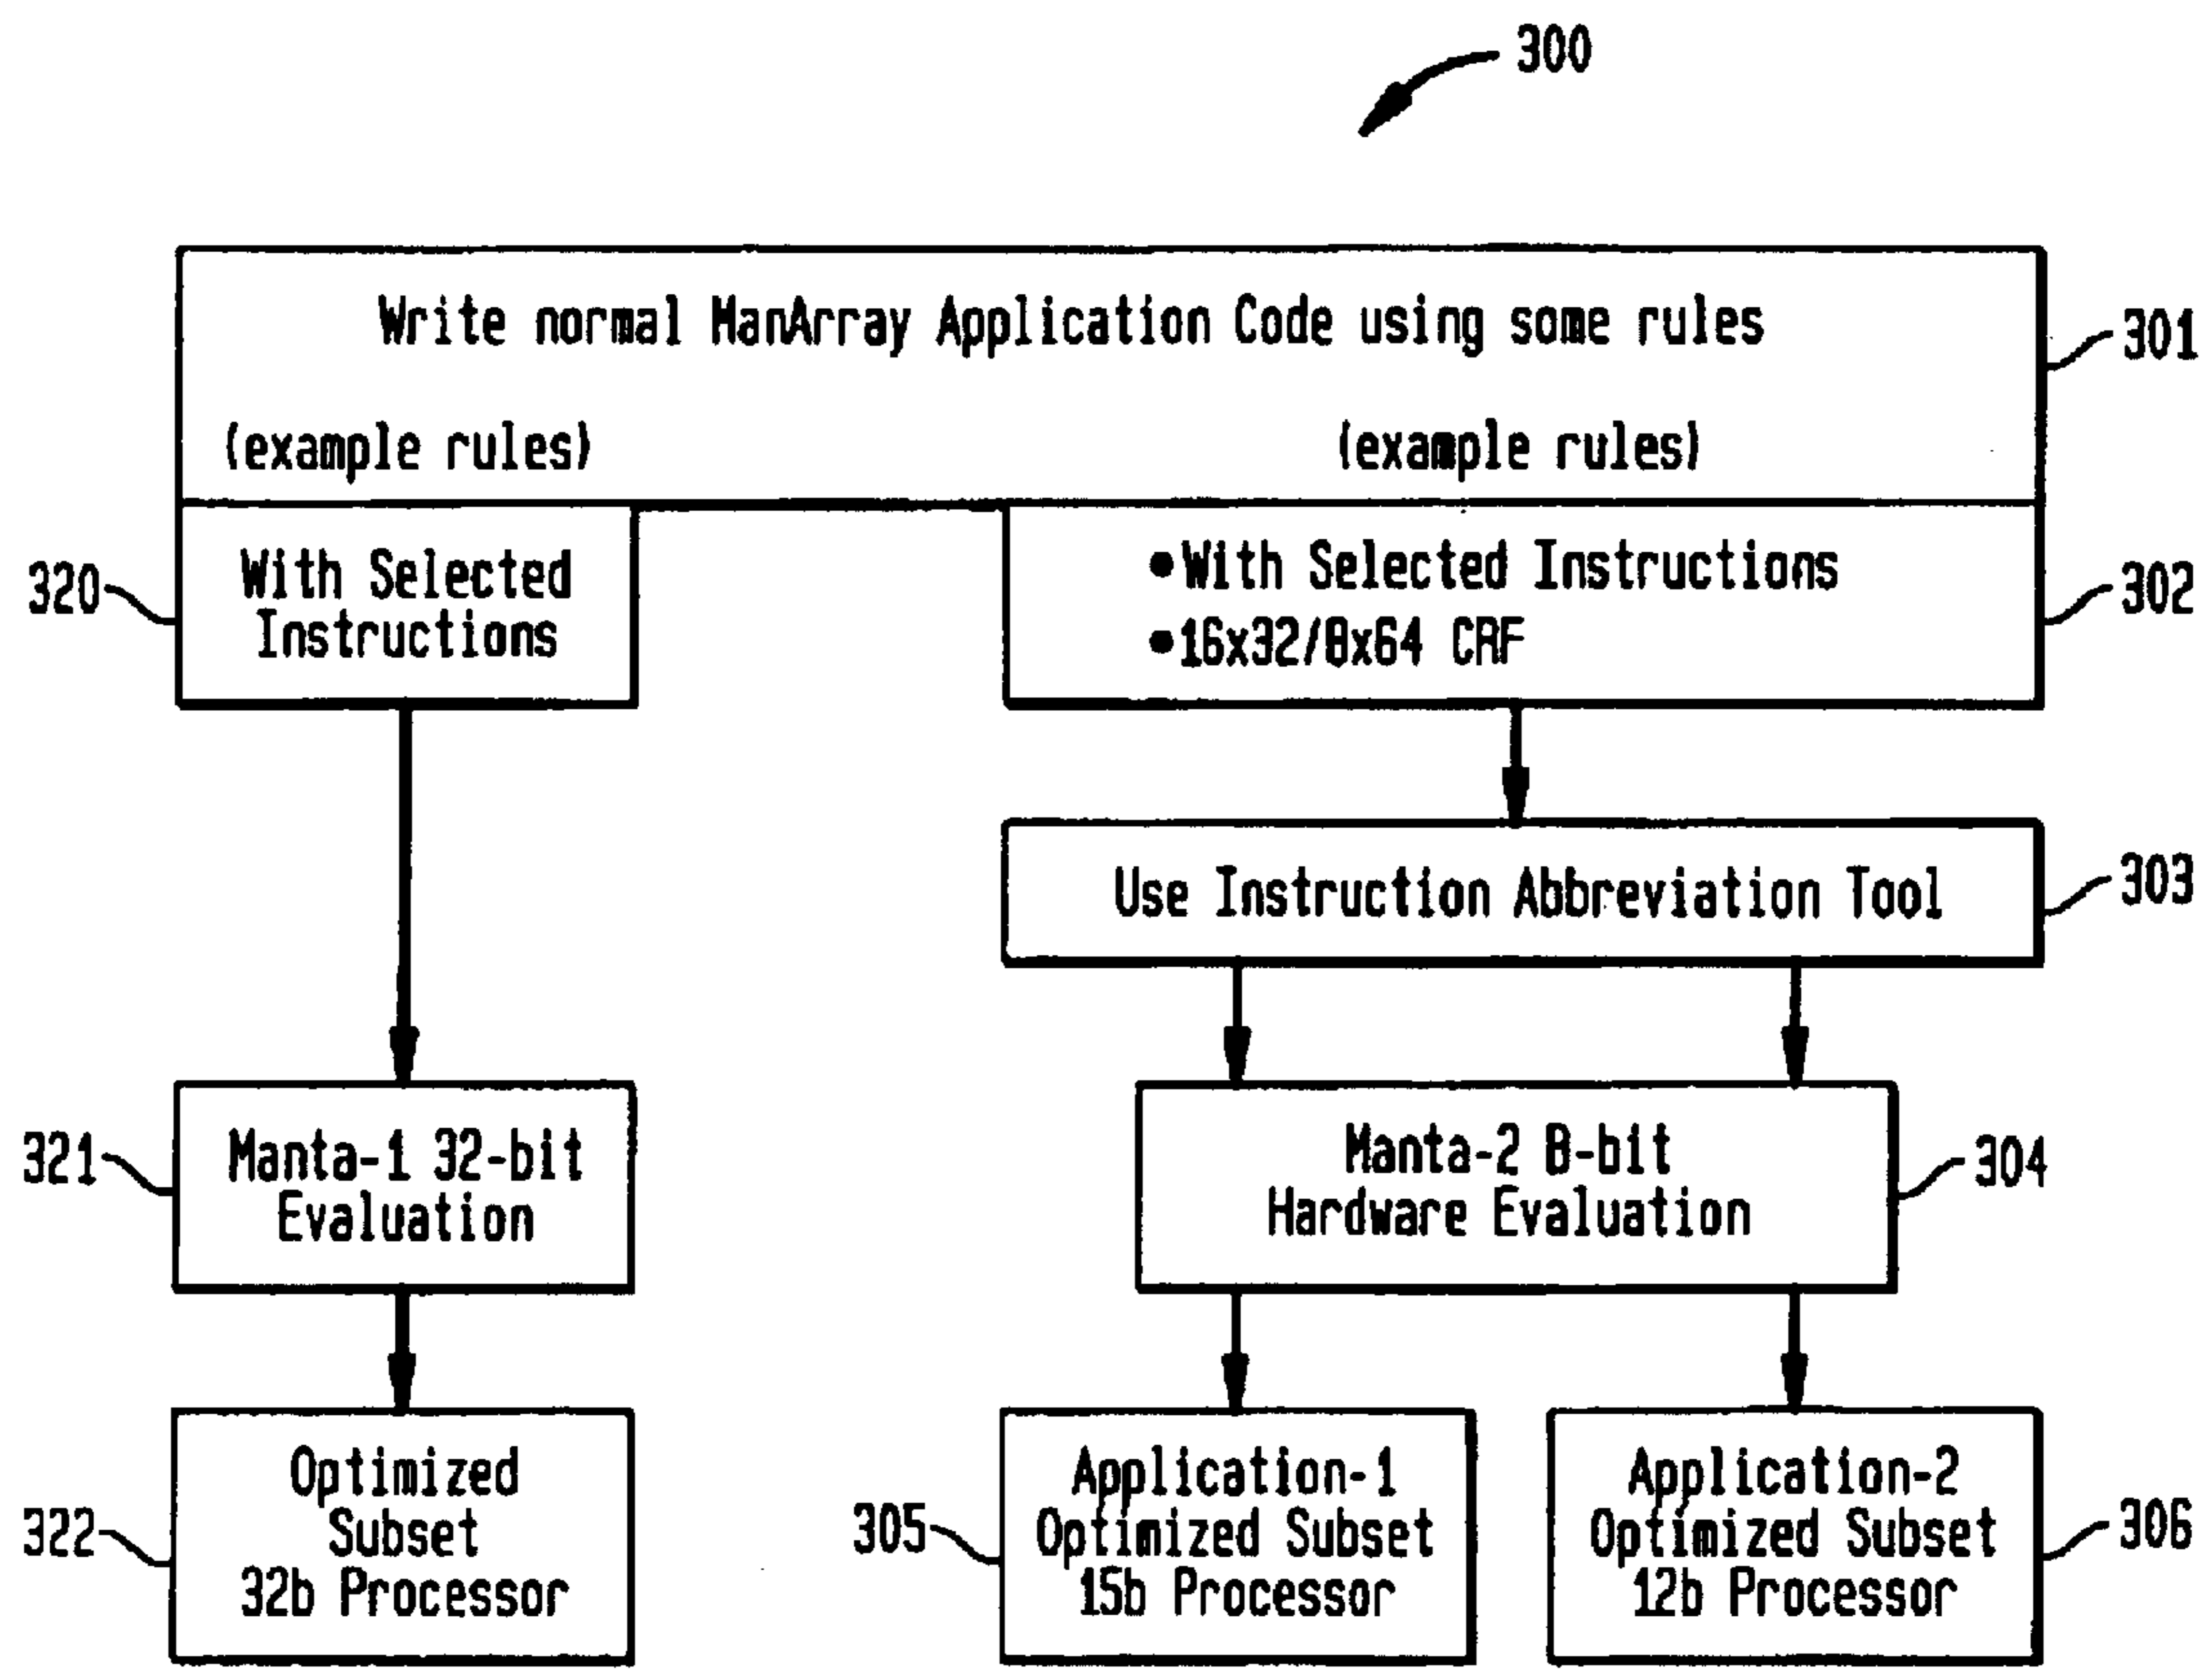 300
Write normal ManArray Application Code using some rules
301
(example rules)
(example rules)
320
With Selected
Instructions
●With Selected Instructions
●16x32/8x64 CRF
302
Use Instruction Abbreviation Tool
303
321
Manta-1 32-bit
Evaluation
Manta-2 B-bit
Hardware Evaluation
304
322
Optimized
Subset
32b Processor
305
Application-1
Optimized Subset
15b Processor
Application-2
Optimized Subset
12b Processor
306